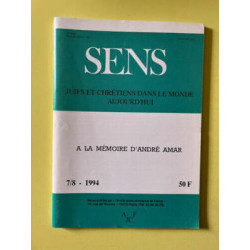 SENS
JUIFS ET CHRÉTIENS DANS LE MONDE
AUJOURD'HUI
A LA MÉMOIRE D'ANDRÉ AMAR
7/8 - 1994
50 F